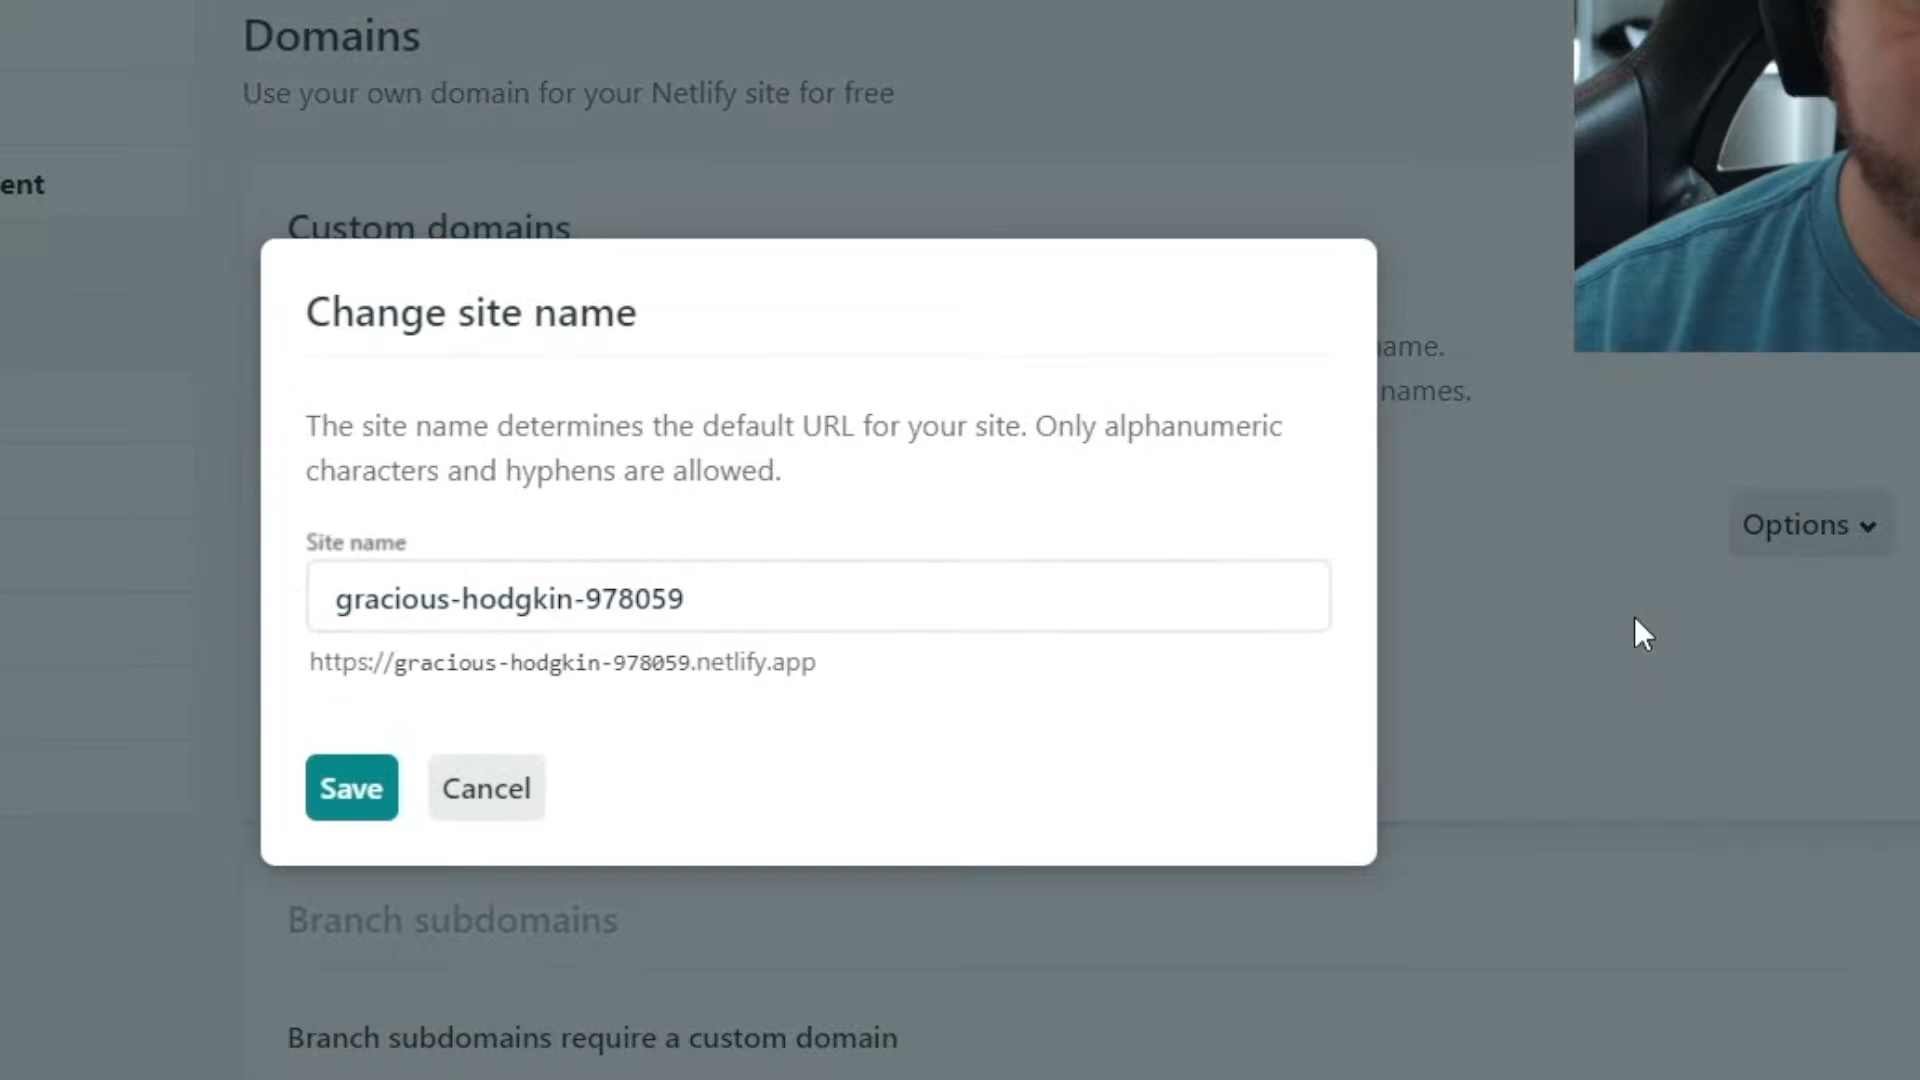 Domains
Use your own domain for your Netlify site for free
ent
Custom domains
Change site name
name.
names.
The site name determines the default URL for your site. Only alphanumeric
characters and hyphens are allowed.
Options
Site name
gracious-hodgkin-978059
https://gracious-hodgkin-978059.netlify.app
Save
Cancel
Branch subdomains
Branch subdomains require a custom domain